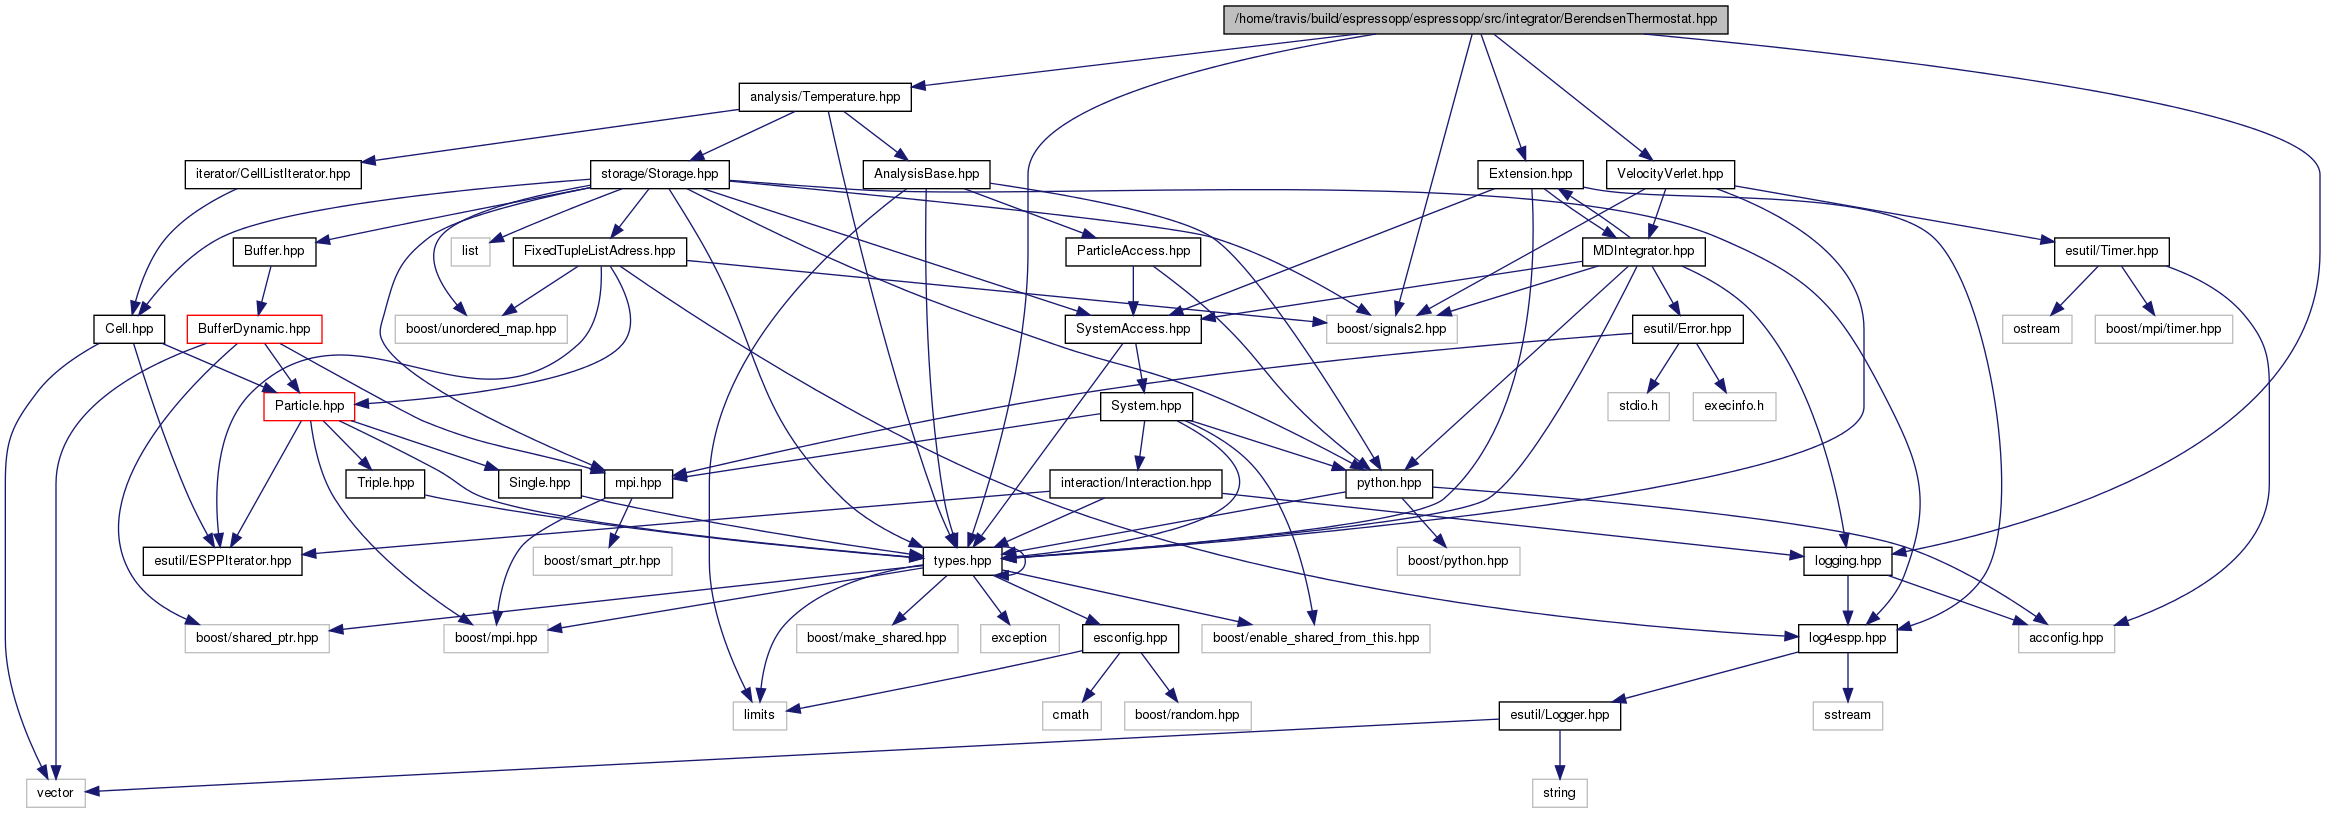 /home/travis/build/espressopp/espressopp/src/integrator/BerendsenThermostat.hpp
analysis/Temperature.hpp
iterator/CellListIterator.hpp
storage/Storage.hpp
AnalysisBase.hpp
Extension.hpp
VelocityVerlet.hpp
Buffer.hpp
list
FixedTupleListAdress.hpp
ParticleAccess.hpp
MDIntegrator.hpp
esutil/Timer.hpp
Cell.hpp
BufferDynamic.hpp
boost/unordered_map.hpp
SystemAccess.hpp
boost/signals2.hpp
esutil/Error.hpp
ostream
boost/mpi/timer.hpp
Particle.hpp
System.hpp
stdio.h
execinfo.h
Triple.hpp
Single.hpp
mpi.hpp
interaction/Interaction.hpp
python.hpp
esutil/ESPPIterator.hpp
boost/smart_ptr.hpp
types.hpp
boost/python.hpp
logging.hpp
boost/shared_ptr.hpp
boost/mpi.hpp
boost/make_shared.hpp
exception
esconfig.hpp
boost/enable_shared_from_this.hpp
log4espp.hpp
acconfig.hpp
limits
cmath
boost/random.hpp
esutil/Logger.hpp
sstream
vector
string